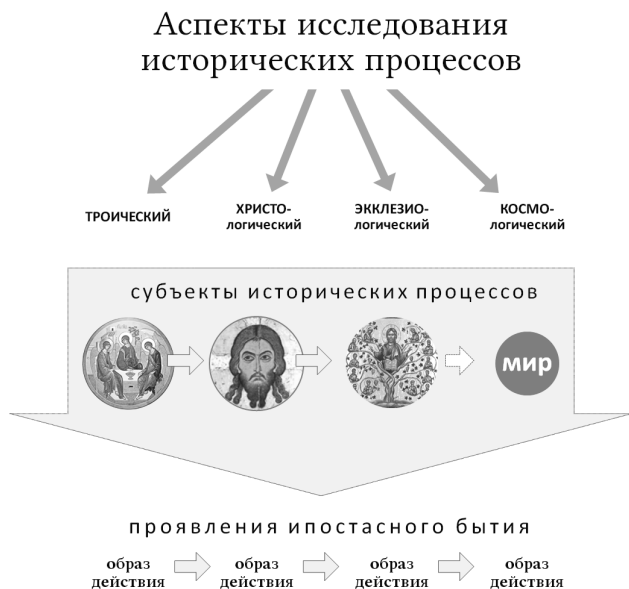 Аспекты исследования
исторических процессов
ТРОИЧЕСКИЙ
ХРИСТО-
логический
ЭККЛЕЗИО-
логический
КОСМО-
логический
субъекты исторических процессов
мир
проявления ипостасного бытия
образ
действия
образ
действия
образ
действия
образ
действия